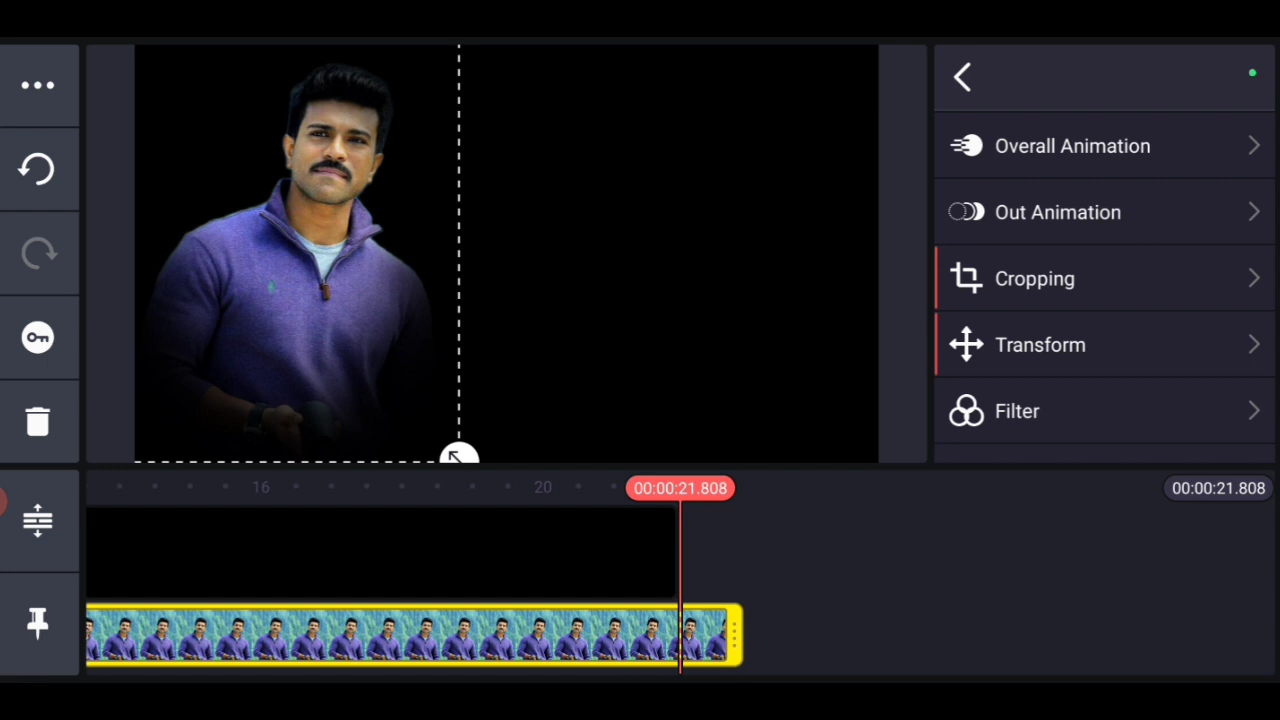 Overall Animation
Out Animation
Cropping
Transform
Filter
16
20
00:00:21.808
00:00:21.808